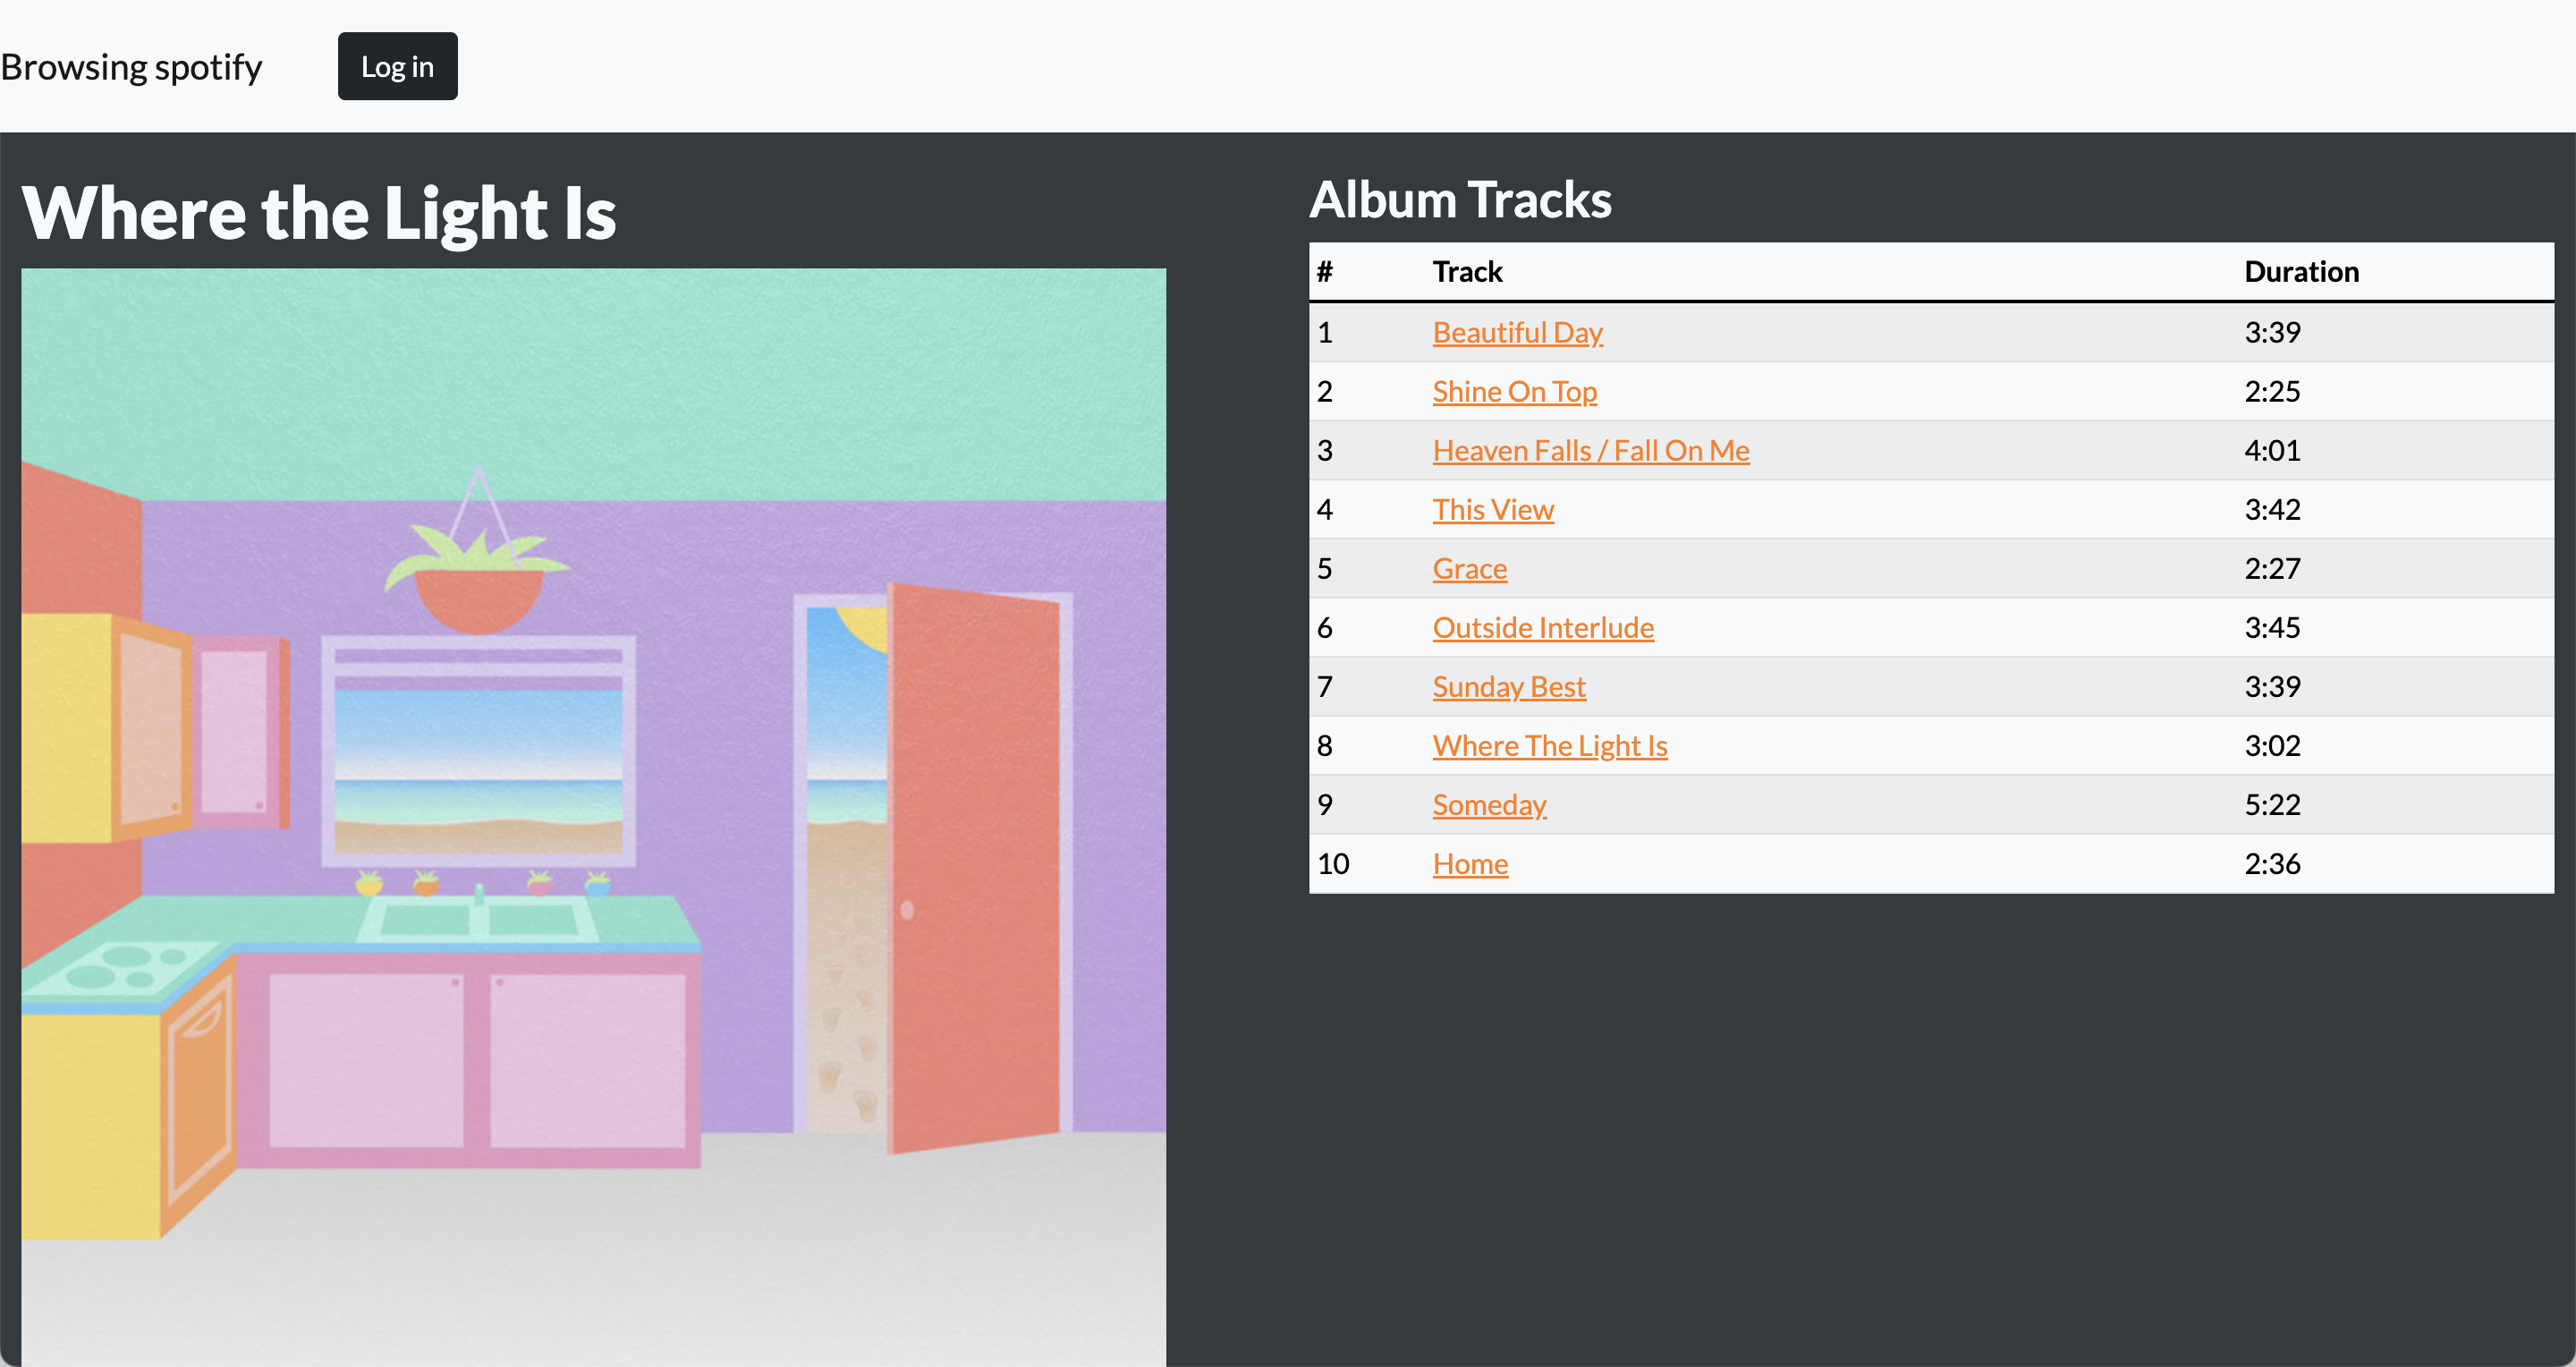 Browsing spotify Log in
Where the Light Is
Album Tracks
# Track Duration
1 Beautiful Day 3:39
2 Shine On Top 2:25
3 Heaven Falls / Fall On Me 4:01
4 This View 3:42
5 Grace 2:27
6 Outside Interlude 3:45
7 Sunday Best 3:39
8 Where The Light Is 3:02
9 Someday 5:22
10 Home 2:36